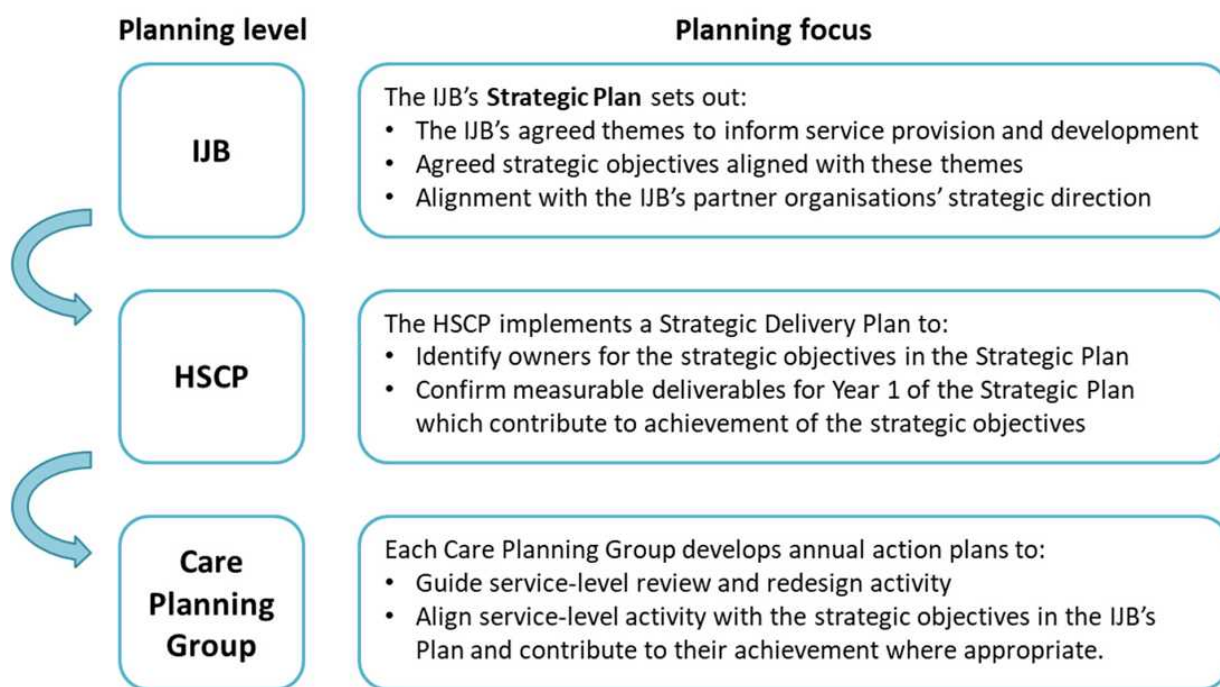 Planning level
Planning focus
IJB
The IJB’s Strategic Plan sets out:
• The IJB’s agreed themes to inform service provision and development
• Agreed strategic objectives aligned with these themes
• Alignment with the IJB’s partner organisations’ strategic direction
HSCP
The HSCP implements a Strategic Delivery Plan to:
• Identify owners for the strategic objectives in the Strategic Plan
• Confirm measurable deliverables for Year 1 of the Strategic Plan
which contribute to achievement of the strategic objectives
Care
Planning
Group
Each Care Planning Group develops annual action plans to:
• Guide service-level review and redesign activity
• Align service-level activity with the strategic objectives in the IJB’s
Plan and contribute to their achievement where appropriate.